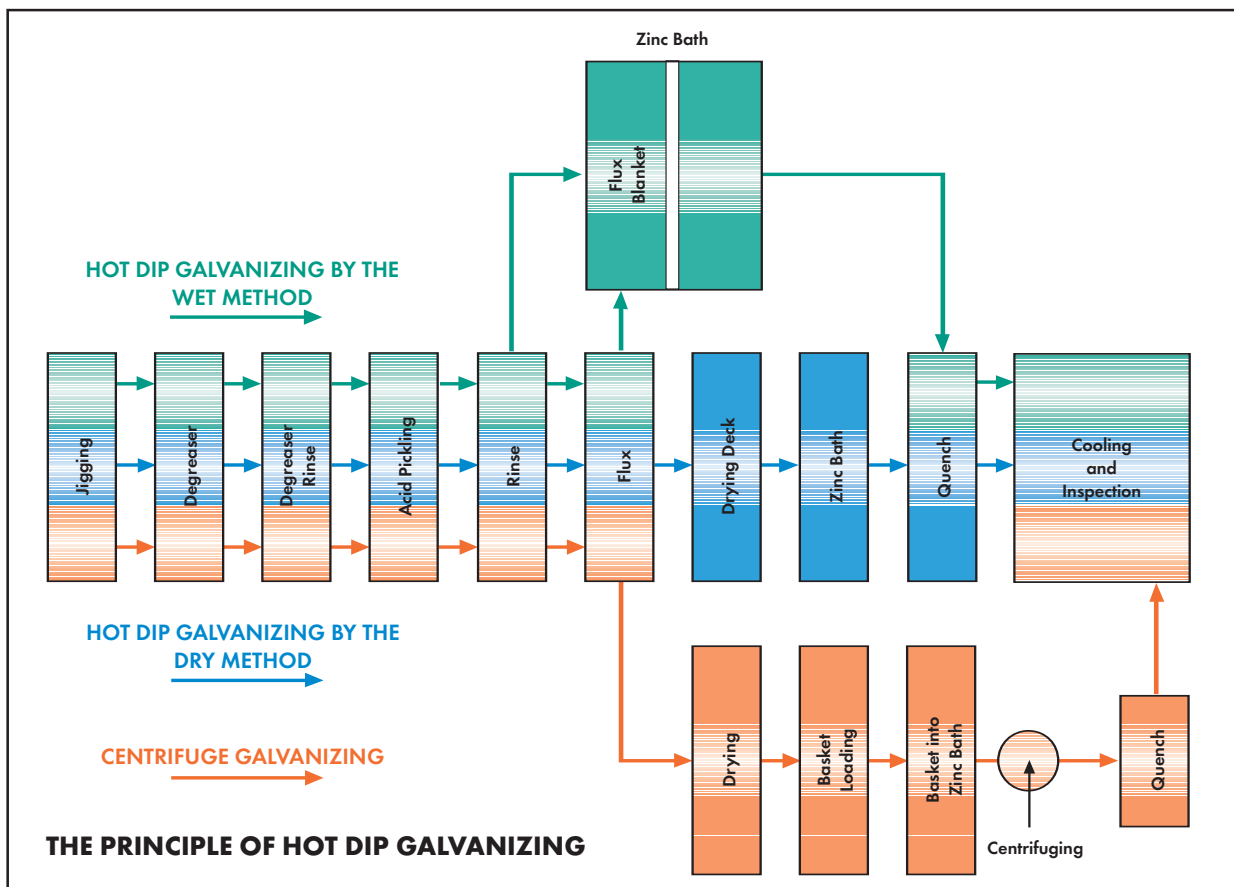 Zinc Bath
Flux
Blanket
HOT DIP GALVANIZING BY THE
WET METHOD
Jigging
Degreaser
Degreaser
Rinse
Acid Pickling
Rinse
Flux
Drying Deck
Zinc Bath
Quench
Cooling
and
Inspection
HOT DIP GALVANIZING BY THE
DRY METHOD
CENTRIFUGE GALVANIZING
Drying
Basket
Loading
Basket into
Zinc Bath
Centrifuging
Quench
THE PRINCIPLE OF HOT DIP GALVANIZING